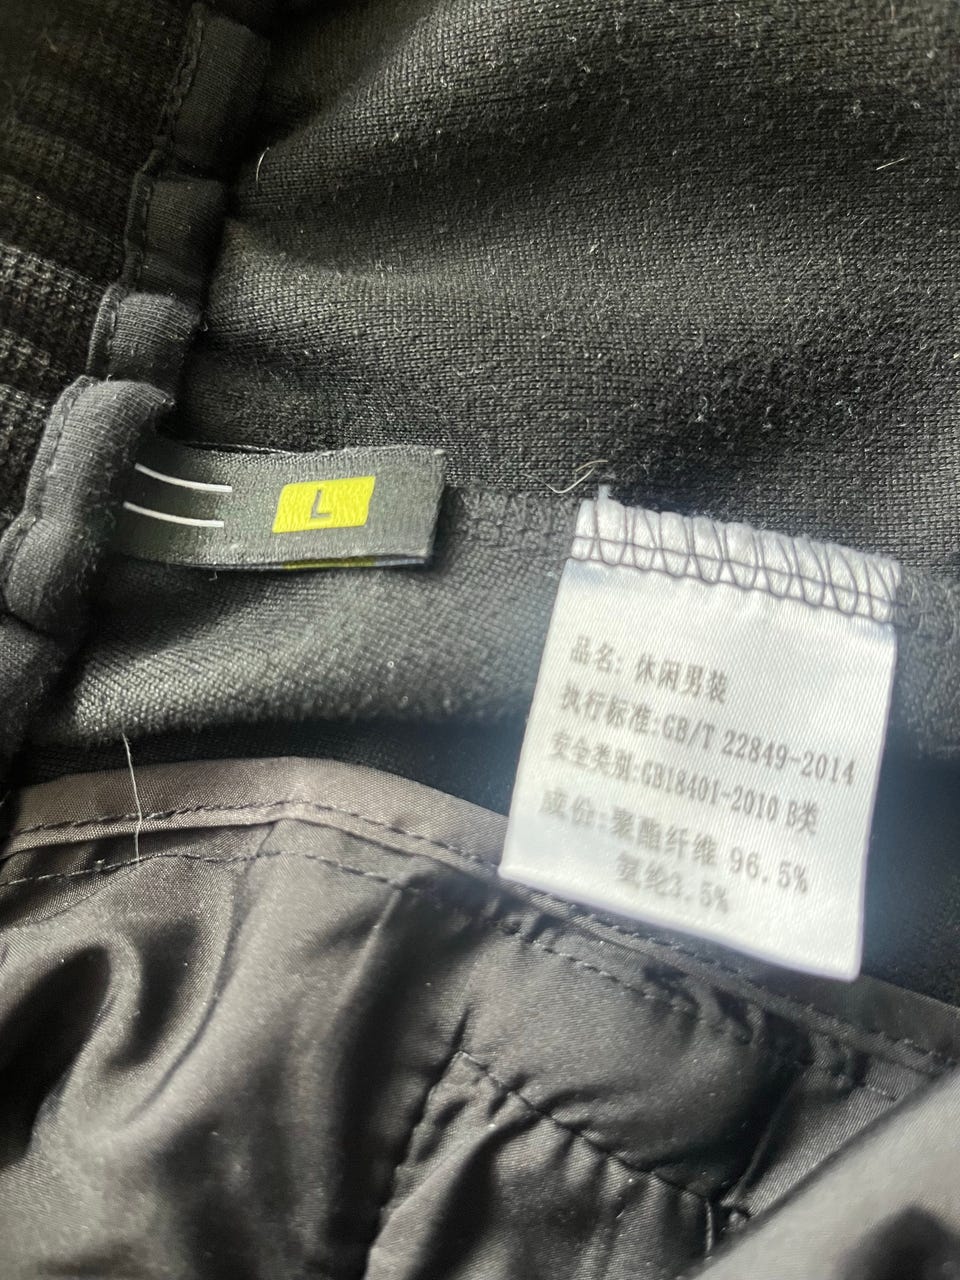 L
品名: 休闲男装
执行标准:GB/T 22849-2014
安全类别:GB18401-2010 B类
成份:聚酯纤维 96.5%
氨纶3.5%